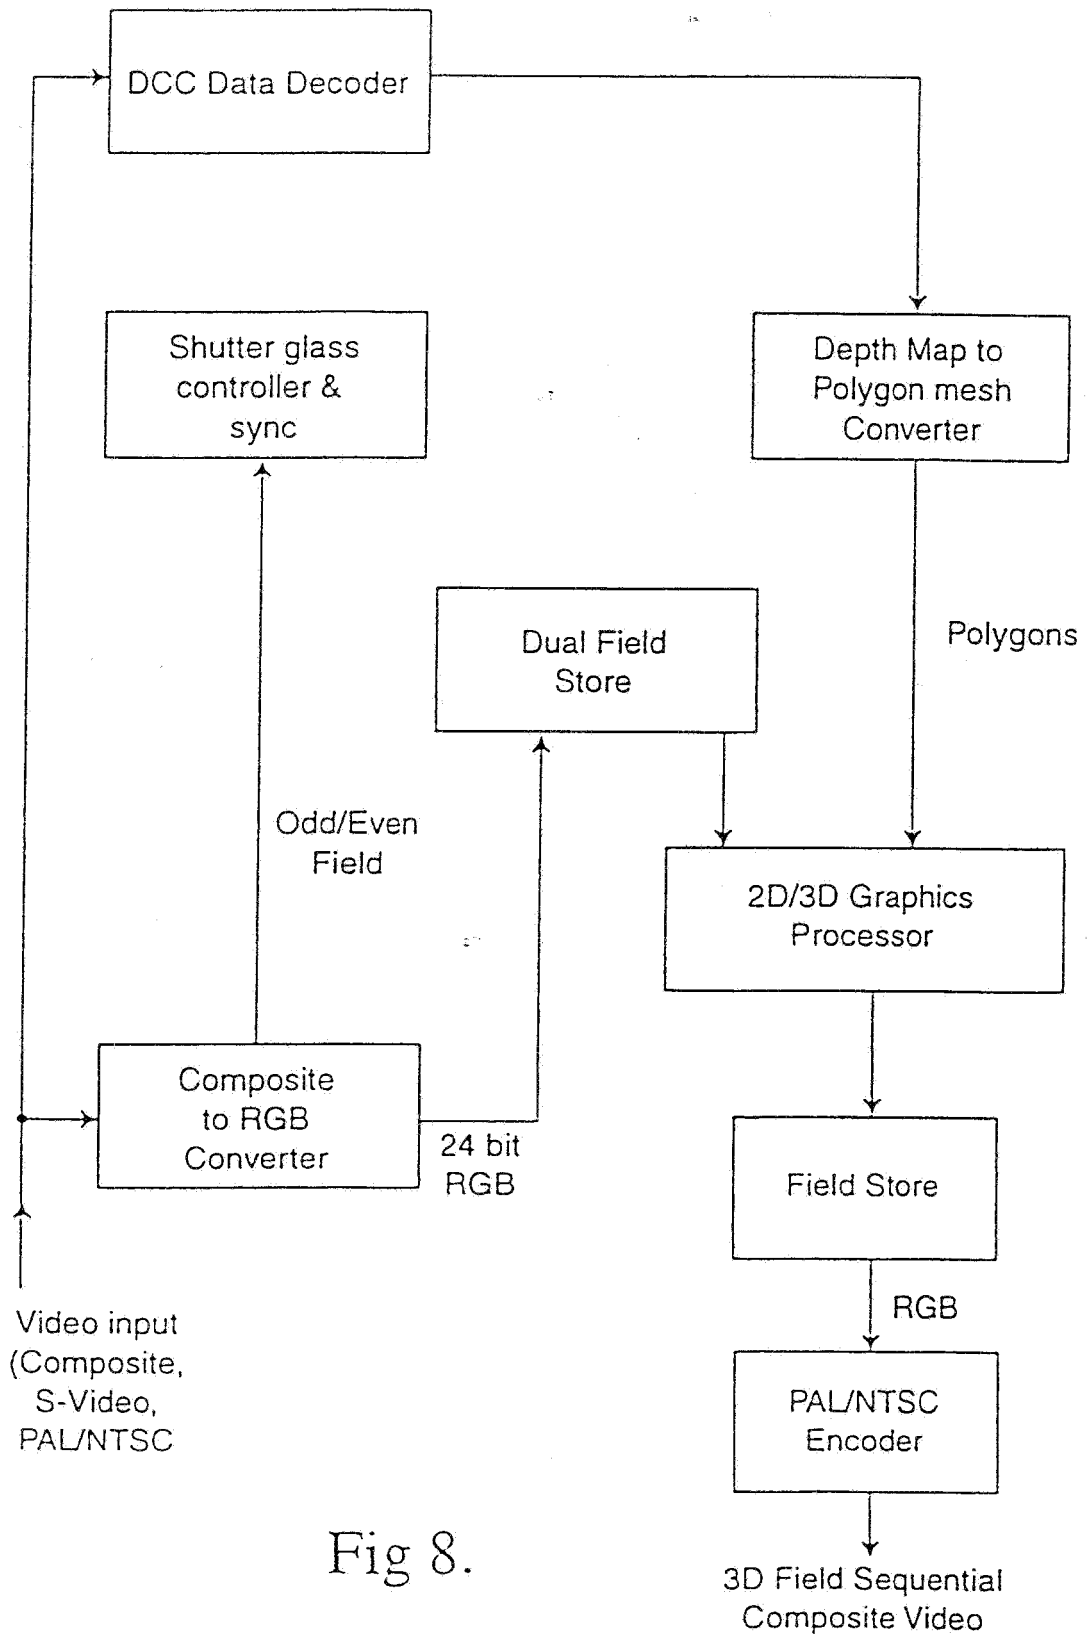 DCC Data Decoder
Shutter glass
controller &
sync
Depth Map to
Polygon mesh
Converter
Dual Field
Store
Polygons
Odd/Even
Field
2D/3D Graphics
Processor
Composite
to RGB
Converter
24 bit
RGB
Field Store
RGB
Video input
(Composite,
S-Video,
PAL/NTSC
PAL/NTSC
Encoder
Fig 8.
3D Field Sequential
Composite Video